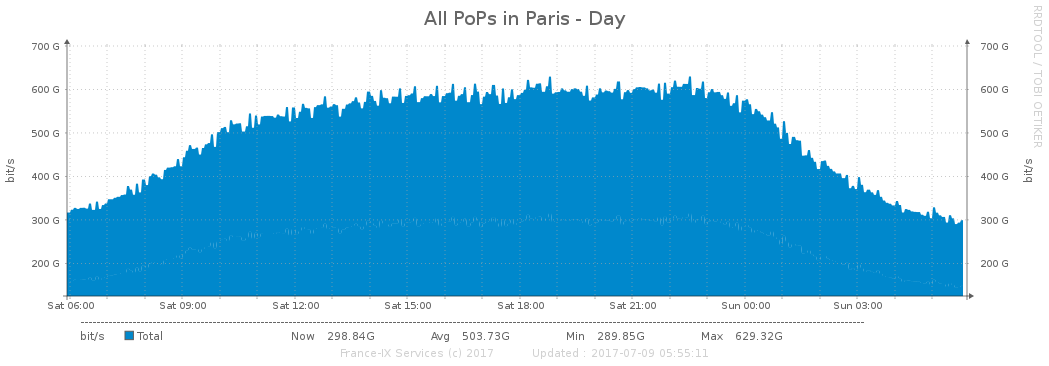 All PoPs in Paris - Day
RRDTOOL / TOBI OETIKER
bit/s
bit/s
700 G 700 G
600 G 600 G
500 G 500 G
400 G 400 G
300 G 300 G
200 G 200 G
Sat 06:00 Sat 09:00 Sat 12:00 Sat 15:00 Sat 18:00 Sat 21:00 Sun 00:00 Sun 03:00
bit/s Total Now 298.84G Avg 503.73G Min 289.85G Max 629.32G
France-IX Services (c) 2017 Updated : 2017-07-09 05:55:11